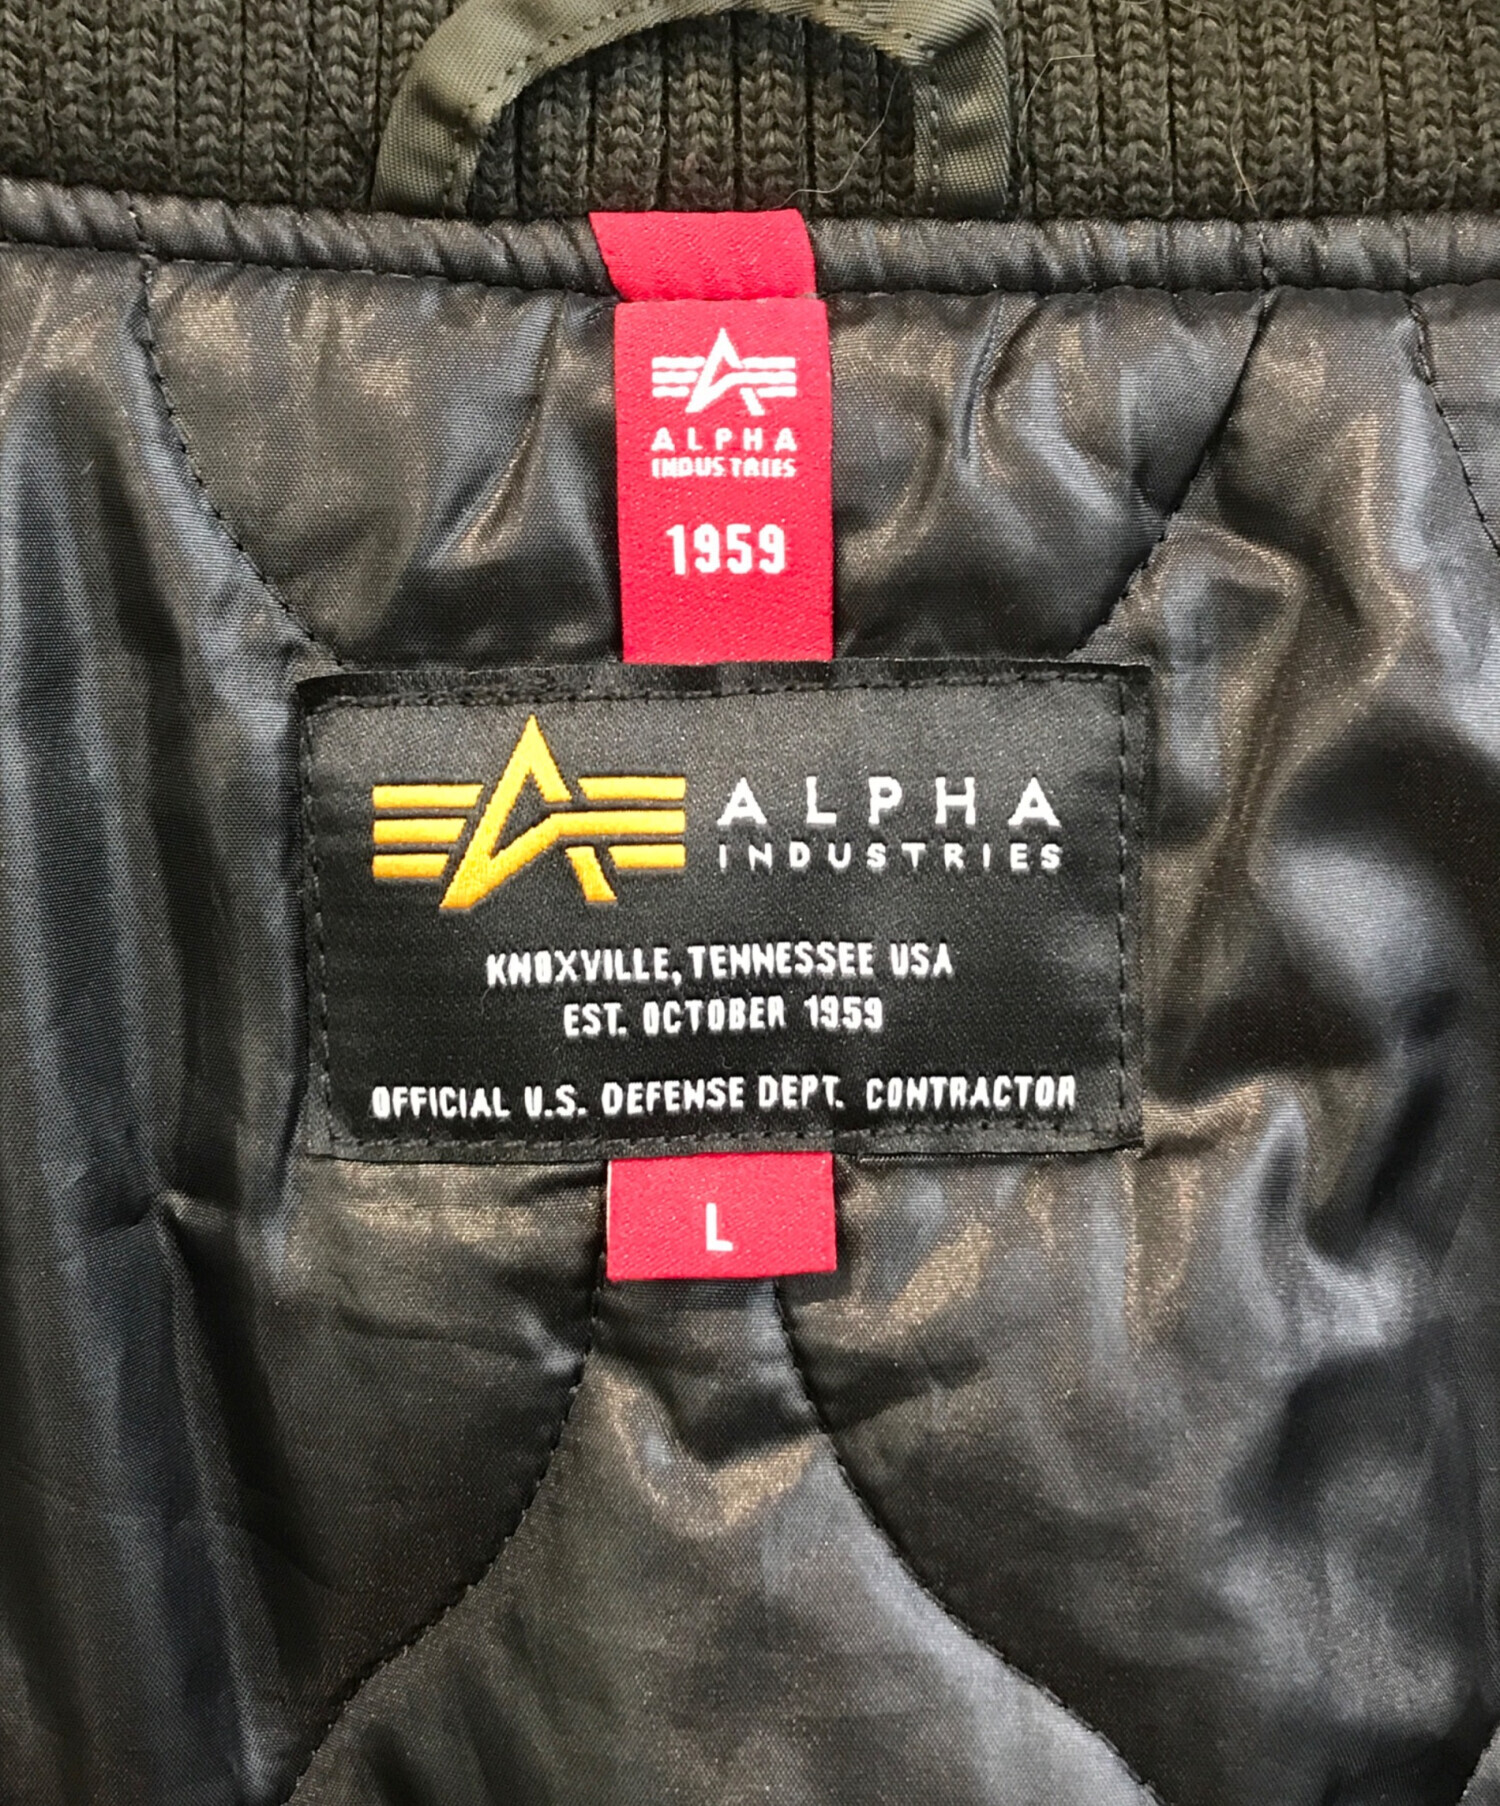 ALPHA
INDUSTRIES
1959
ALPHA
INDUSTRIES
KNOXVILLE, TENNESSEE USA
EST. OCTOBER 1959
OFFICIAL U.S. DEFENSE DEPT. CONTRACTOR
L